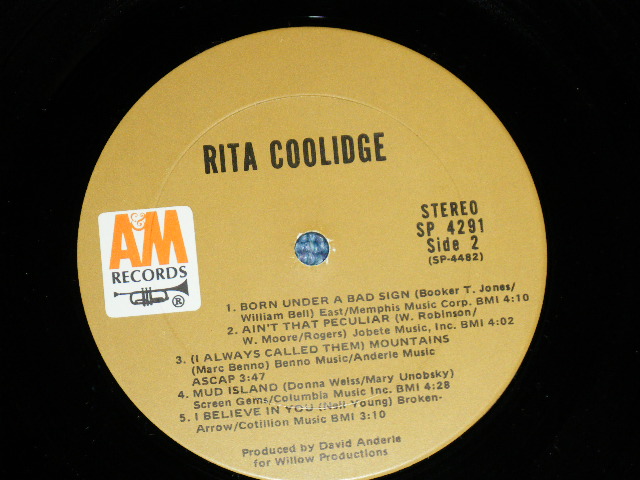 RITA COOLIDGE
A&M
RECORDS
®
STEREO
SP 4291
Side 2
(SP-4482)
1. BORN UNDER A BAD SIGN (Booker T. Jones/
William Bell) East/Memphis Music Corp. BMI 4:10
2. AIN'T THAT PECULIAR (W. Robinson/
W. Moore/Rogers) Jobete Music, Inc. BMI 4:02
3. (I ALWAYS CALLED THEM) MOUNTAINS
(Marc Benno) Benno Music/Anderle Music
ASCAP 3:47
4. MUD ISLAND (Donna Weiss/Mary Unobsky)
Screen Gems/Columbia Music Inc. BMI 4:28
5. I BELIEVE IN YOU (Neil Young) Broken-
Arrow/Cotillion Music BMI 3:10
Produced by David Anderle
for Willow Productions